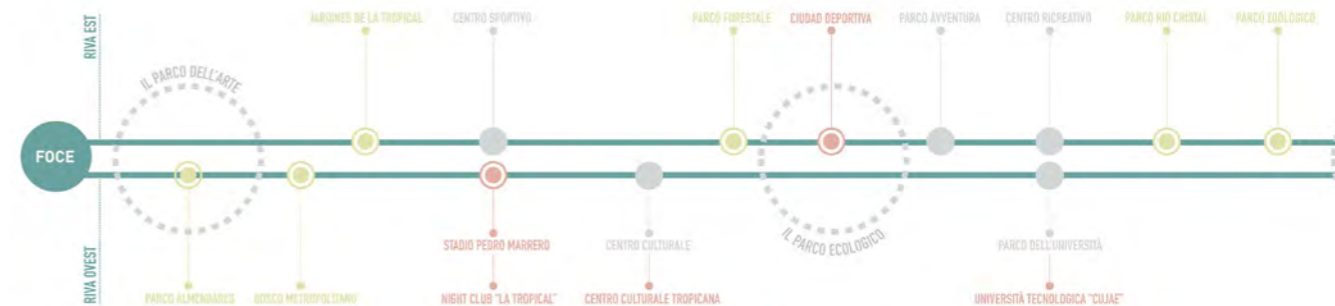 JARDINES DE LA TROPICAL
CENTRO SPORTIVO
PARCO FORESTALE
CIUDAD DEPORTIVA
PARCO AVVENTURA
CENTRO RICREATIVO
PARCO RIO CHIXTAI
PARCO ECOLOGICO
RIVA EST
IL PARCO DELL'ARTE
FOCE
IL PARCO ECOLOGICO
RIVA OVEST
STADIO PEDRO MARRERO
CENTRO CULTURALE
PARCO DELL'UNIVERSITÀ
PARCO ALMENDARES
BOSCO METROPOLITANO
NIGHT CLUB "LA TROPICAL"
CENTRO CULTURALE TROPICANA
UNIVERSITÀ TECNOLOGICA "CUJAE"